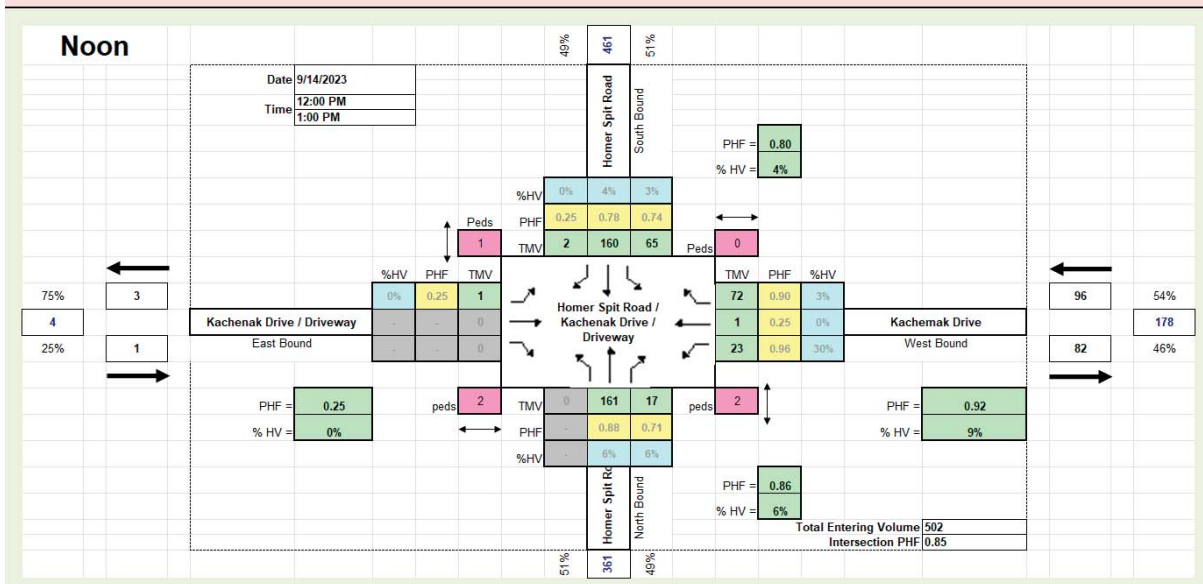 Noon
49% 461 51%
Date 9/14/2023
Time 12:00 PM
1:00 PM
Homer Spit Road
South Bound
PHF = 0.80
% HV = 4%
%HV 0% 4% 3%
Peds PHF 0.25 0.78 0.74
1 TMV 2 160 65 Peds 0
%HV PHF TMV TMV PHF %HV
75% 3 0% 0.25 1 72 0.90 3% 96 54%
4 Kachenak Drive / Driveway - - 0 1 0.25 0% Kachemak Drive 178
25% 1 East Bound - - 0 23 0.96 30% West Bound 82 46%
Homer Spit Road /
Kachenak Drive /
Driveway
PHF = 0.25 peds 2 TMV 0 161 17 peds 2 PHF = 0.92
% HV = 0% PHF - 0.88 0.71 % HV = 9%
%HV - 6% 6%
Homer Spit Ro
North Bound
PHF = 0.86
% HV = 6%
Total Entering Volume 502
Intersection PHF 0.85
51% 361 49%